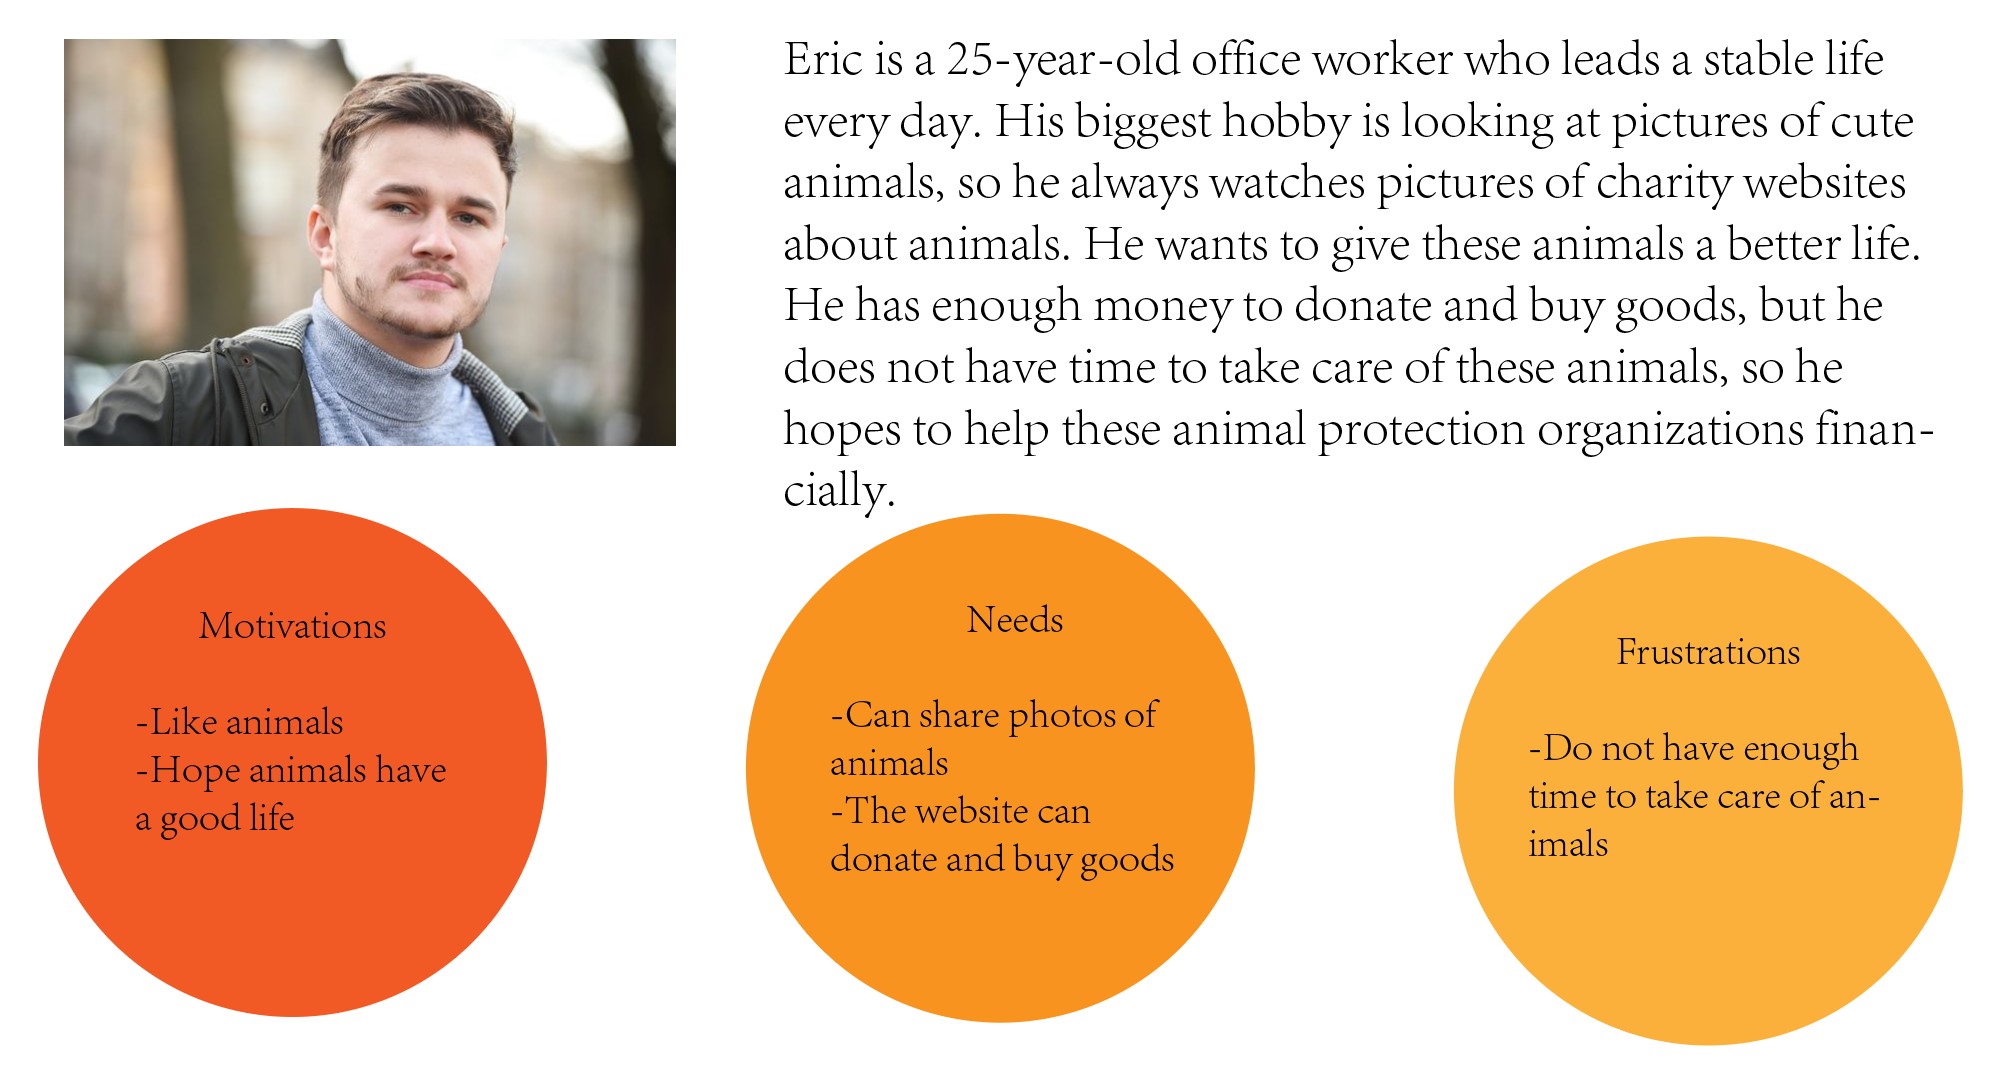 Eric is a 25-year-old office worker who leads a stable life
every day. His biggest hobby is looking at pictures of cute
animals, so he always watches pictures of charity websites
about animals. He wants to give these animals a better life.
He has enough money to donate and buy goods, but he
does not have time to take care of these animals, so he
hopes to help these animal protection organizations finan-
cially.
Motivations
-Like animals
-Hope animals have
a good life
Needs
-Can share photos of
animals
-The website can
donate and buy goods
Frustrations
-Do not have enough
time to take care of an-
imals